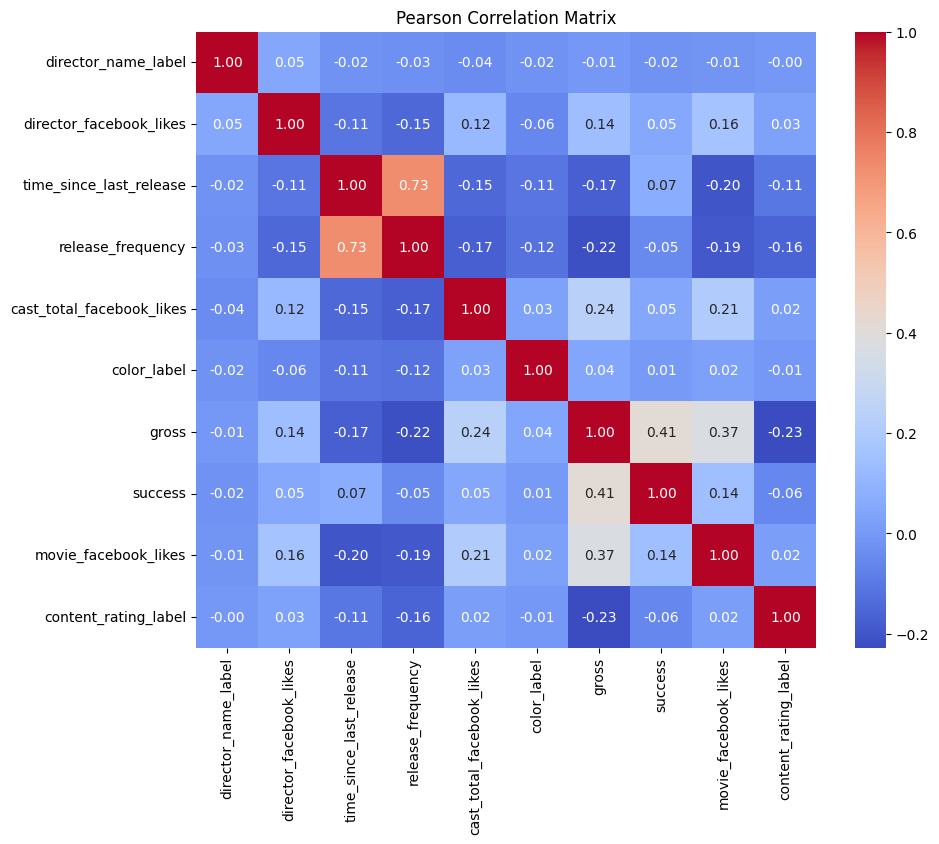 Pearson Correlation Matrix
director_name_label 1.00 0.05 -0.02 -0.03 -0.04 -0.02 -0.01 -0.02 -0.01 -0.00
director_facebook_likes 0.05 1.00 -0.11 -0.15 0.12 -0.06 0.14 0.05 0.16 0.03
time_since_last_release -0.02 -0.11 1.00 0.73 -0.15 -0.11 -0.17 0.07 -0.20 -0.11
release_frequency -0.03 -0.15 0.73 1.00 -0.17 -0.12 -0.22 -0.05 -0.19 -0.16
cast_total_facebook_likes -0.04 0.12 -0.15 -0.17 1.00 0.03 0.24 0.05 0.21 0.02
color_label -0.02 -0.06 -0.11 -0.12 0.03 1.00 0.04 0.01 0.02 -0.01
gross -0.01 0.14 -0.17 -0.22 0.24 0.04 1.00 0.41 0.37 -0.23
success -0.02 0.05 0.07 -0.05 0.05 0.01 0.41 1.00 0.14 -0.06
movie_facebook_likes -0.01 0.16 -0.20 -0.19 0.21 0.02 0.37 0.14 1.00 0.02
content_rating_label -0.00 0.03 -0.11 -0.16 0.02 -0.01 -0.23 -0.06 0.02 1.00
director_name_label
director_facebook_likes
time_since_last_release
release_frequency
cast_total_facebook_likes
color_label
gross
success
movie_facebook_likes
content_rating_label
1.0
0.8
0.6
0.4
0.2
0.0
−0.2